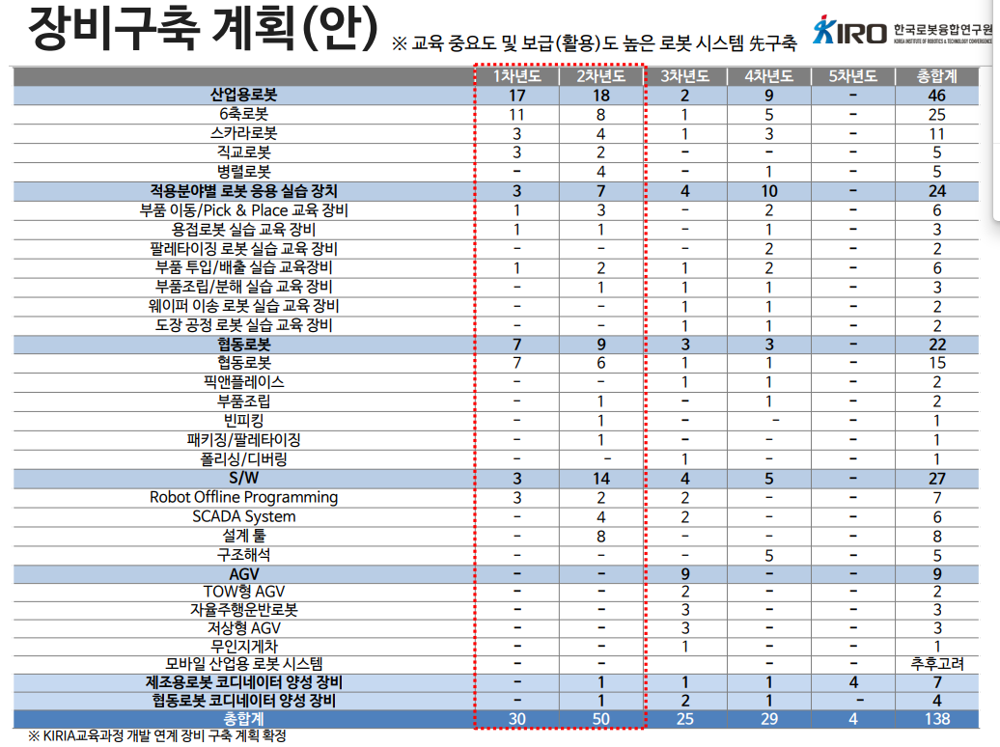 장비구축 계획(안) ※ 교육 중요도 및 보급(활용)도 높은 로봇 시스템 先구축
KIRO 한국로봇융합연구원
KOREA INSTITUTE OF ROBOTICS & TECHNOLOGY CONVERGENCE
1차년도 2차년도 3차년도 4차년도 5차년도 총합계
산업용로봇 17 18 2 9 - 46
6축로봇 11 8 1 5 - 25
스카라로봇 3 4 1 3 - 11
직교로봇 3 2 - - - 5
병렬로봇 - 4 1 - 5
적용분야별 로봇 응용 실습 장치 3 7 4 10 - 24
부품 이동/Pick & Place 교육 장비 1 3 - 2 - 6
용접로봇 실습 교육 장비 1 1 - 1 - 3
팔레타이징 로봇 실습 교육 장비 - - - 2 - 2
부품 투입/배출 실습 교육장비 1 2 1 2 - 6
부품조립/분해 실습 교육 장비 - 1 1 1 - 3
웨이퍼 이송 로봇 실습 교육 장비 - - 1 1 - 2
도장 공정 로봇 실습 교육 장비 - - 1 1 - 2
협동로봇 7 9 3 3 - 22
협동로봇 7 6 1 1 - 15
픽앤플레이스 - - 1 1 - 2
부품조립 - 1 - 1 - 2
빈피킹 - 1 - - - 1
패키징/팔레타이징 - 1 - - - 1
폴리싱/디버링 - - 1 - - 1
S/W 3 14 4 5 - 27
Robot Offline Programming 3 2 2 - - 7
SCADA System - 4 2 - - 6
설계 툴 - 8 - - - 8
구조해석 - - - 5 - 5
AGV - - 9 - - 9
TOW형 AGV - - 2 - - 2
자율주행운반로봇 - - 3 - - 3
저상형 AGV - - 3 - - 3
무인지게차 - - 1 - - 1
모바일 산업용 로봇 시스템 - - - - 추후고려
제조용로봇 코디네이터 양성 장비 - 1 1 1 4 7
협동로봇 코디네이터 양성 장비 - 1 2 1 - 4
총합계 30 50 25 29 4 138
※ KIRIA교육과정 개발 연계 장비 구축 계획 확정